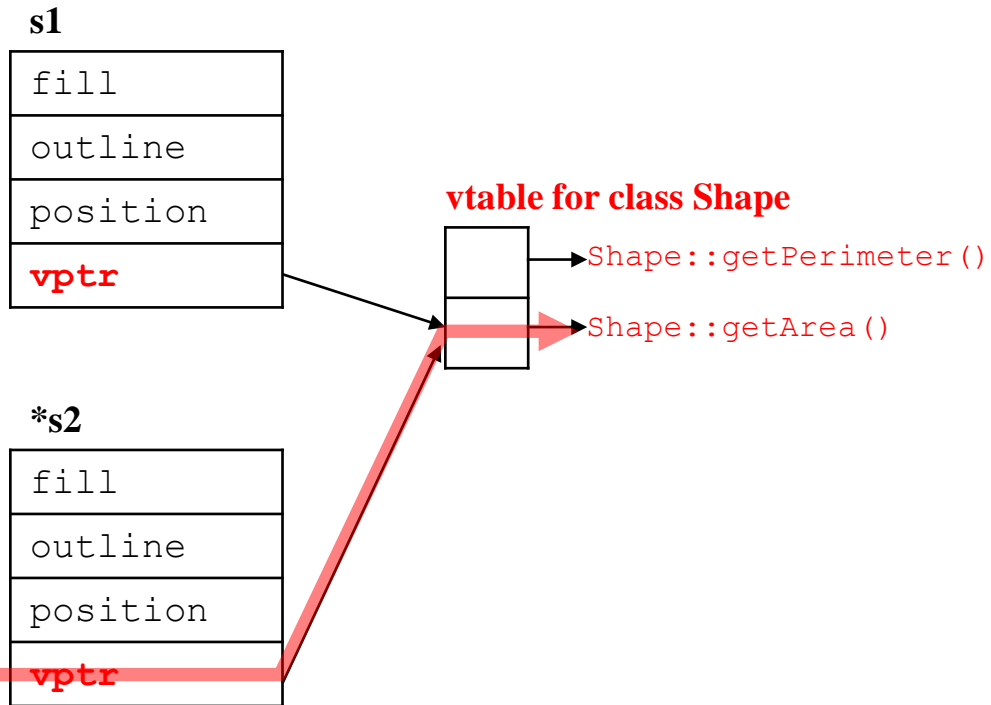 s1
fill
outline
position
vptr
vtable for class Shape
Shape::getPerimeter()
Shape::getArea()
*s2
fill
outline
position
vptr